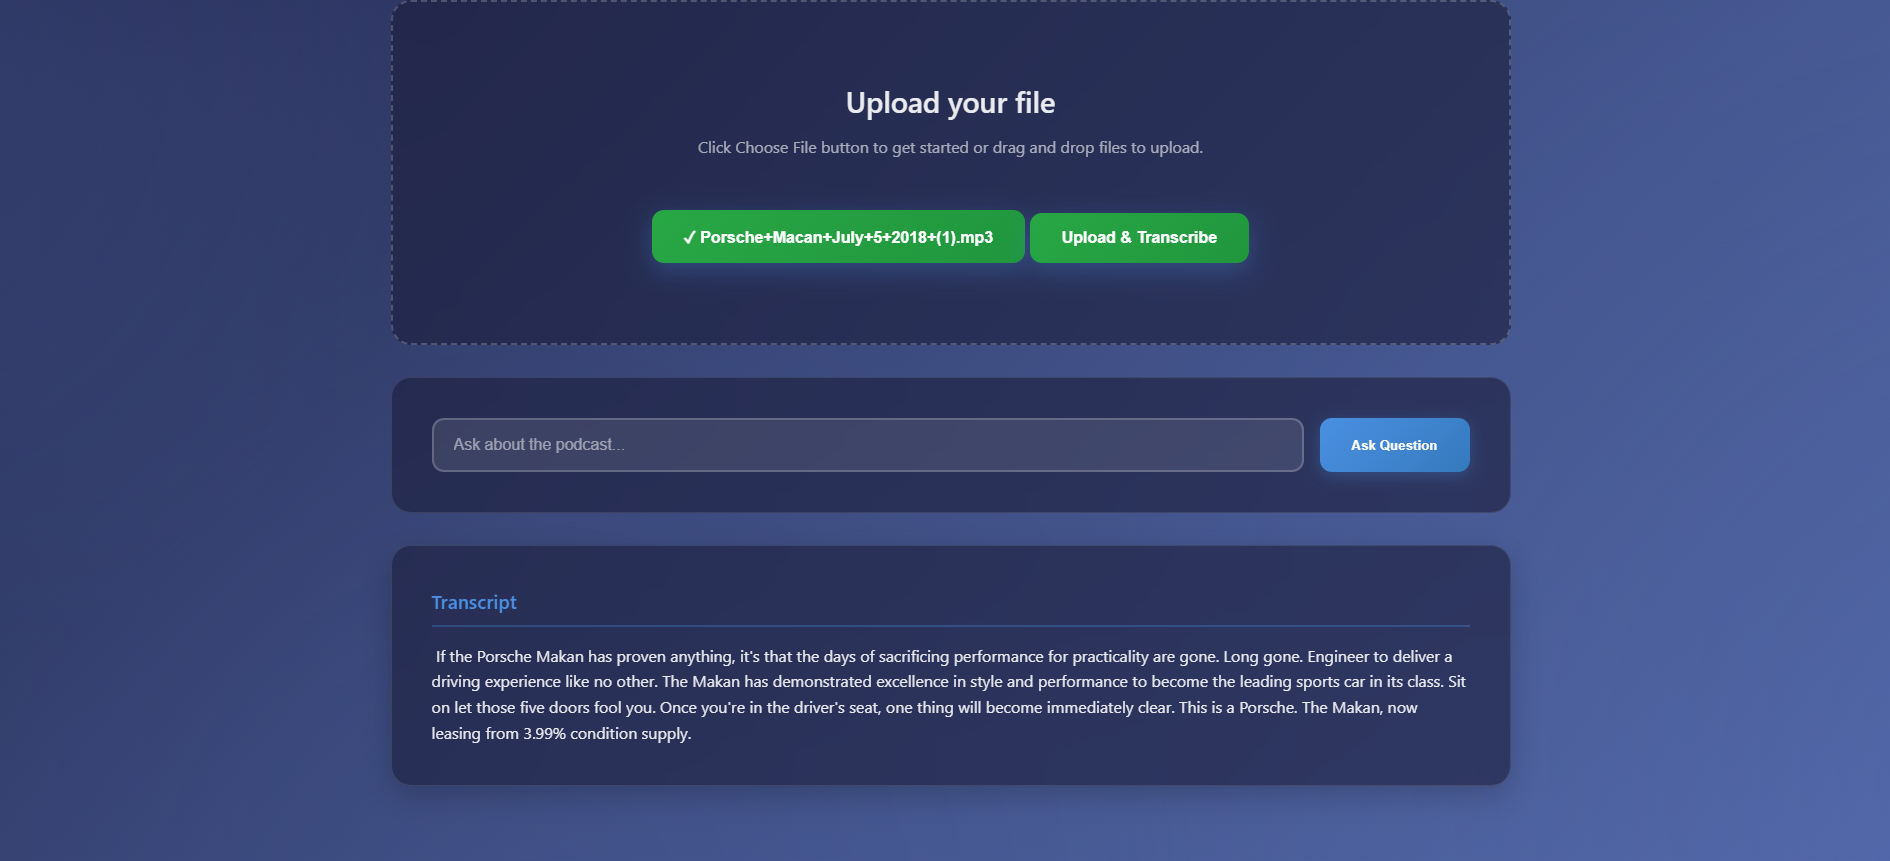 Upload your file
Click Choose File button to get started or drag and drop files to upload.
✓ Porsche+Macan+July+5+2018+(1).mp3
Upload & Transcribe
Ask about the podcast...
Ask Question
Transcript
If the Porsche Makan has proven anything, it's that the days of sacrificing performance for practicality are gone. Long gone. Engineer to deliver a
driving experience like no other. The Makan has demonstrated excellence in style and performance to become the leading sports car in its class. Sit
on let those five doors fool you. Once you're in the driver's seat, one thing will become immediately clear. This is a Porsche. The Makan, now
leasing from 3.99% condition supply.